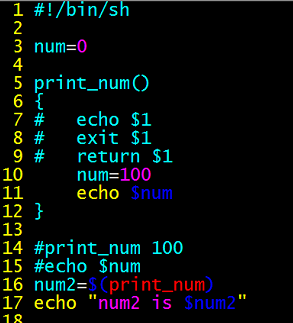 1 #!/bin/sh
2
3 num=0
4
5 print_num()
6 {
7 #   echo $1
8 #   exit $1
9 #   return $1
10     num=100
11     echo $num
12 }
13
14 #print_num 100
15 #echo $num
16 num2=$(print_num)
17 echo "num2 is $num2"
18